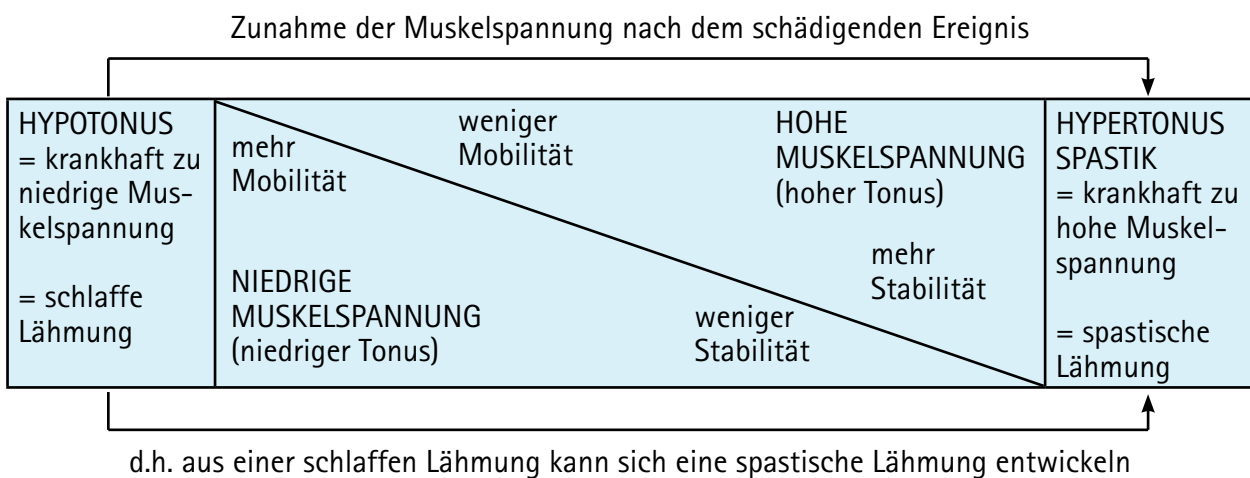 Zunahme der Muskelspannung nach dem schädigenden Ereignis
HYPOTONUS
= krankhaft zu
niedrige Mus-
kelspannung
= schlaffe
Lähmung
mehr
Mobilität
weniger
Mobilität
HOHE
MUSKELSPANNUNG
(hoher Tonus)
NIEDRIGE
MUSKELSPANNUNG
(niedriger Tonus)
weniger
Stabilität
mehr
Stabilität
HYPERTONUS
SPASTIK
= krankhaft zu
hohe Muskel-
spannung
= spastische
Lähmung
d.h. aus einer schlaffen Lähmung kann sich eine spastische Lähmung entwickeln